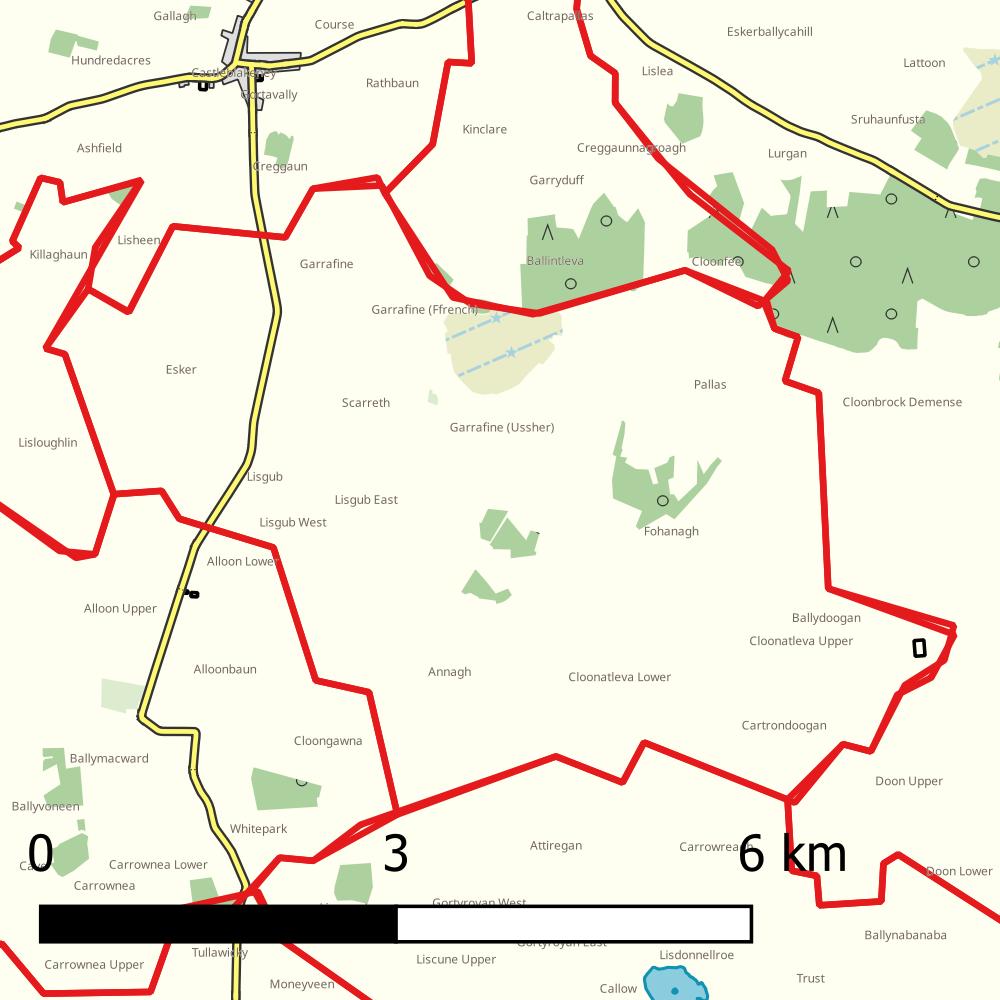 Gallagh
Course
Caltrapallas
Eskerballycahill
Hundredacres
Lattoon
Castleblakeney
Lislea
Rathbaun
Gortavally
Sruhaunfusta
Kinclare
Ashfield
Creggaunnagroagh
Lurgan
Creggaun
Garryduff
Lisheen
Killaghaun
Garrafine
Ballintleva
Cloonfee
Garrafine (Ffrench)
Esker
Pallas
Scarreth
Cloonbrock Demense
Garrafine (Ussher)
Lisloughlin
Lisgub
Lisgub East
Lisgub West
Fohanagh
Alloon Lower
Alloon Upper
Ballydoogan
Cloonatleva Upper
Alloonbaun
Annagh
Cloonatleva Lower
Cartrondoogan
Cloongawna
Ballymacward
Doon Upper
Ballyvoneen
Whitepark
Attiregan
Carrowreagh
0 3 6 km
Carrownea Lower
Doon Lower
Carrownea
Gortyroyan West
Ballynabanaba
Gortyroyan East
Tullawicky
Lisdonnellroe
Carrownea Upper
Liscune Upper
Trust
Moneyveen
Callow